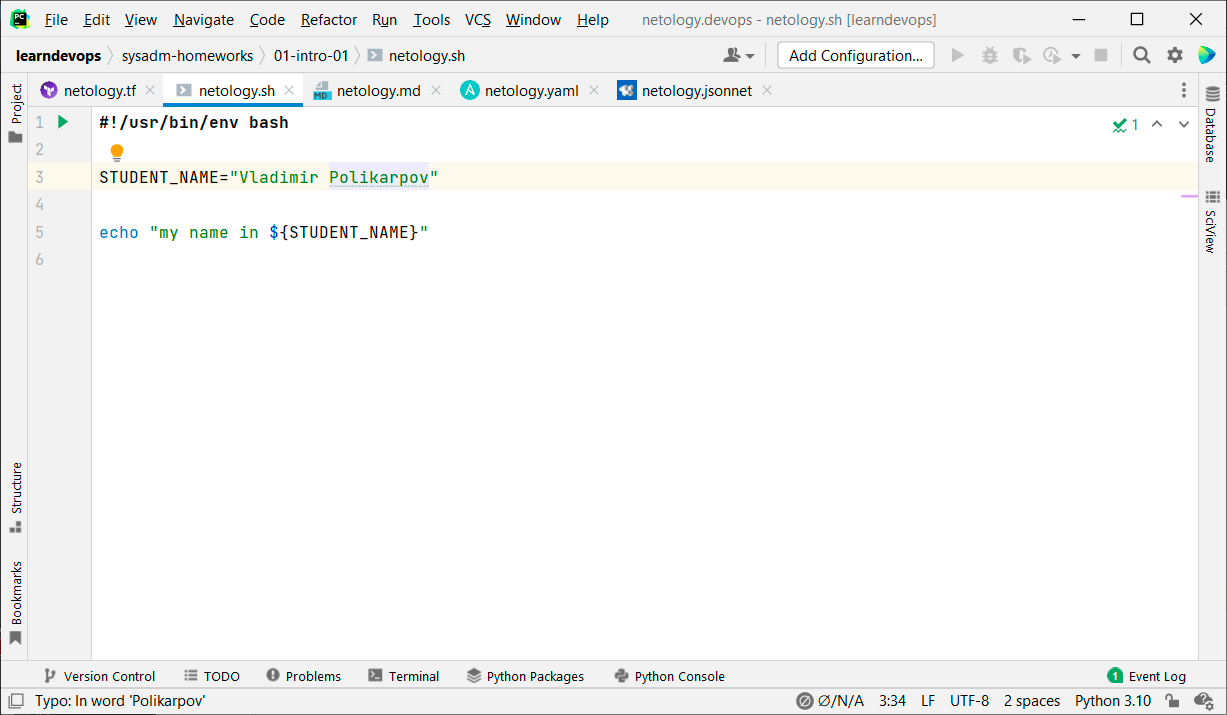 PC File Edit View Navigate Code Refactor Run Tools VCS Window Help netology.devops - netology.sh [learndevops]
learndevops sysadm-homeworks 01-intro-01 netology.sh Add Configuration...
netology.tf netology.sh MD netology.md A netology.yaml netology.jsonnet
Project
Structure
Bookmarks
1 #!/usr/bin/env bash
2
3 STUDENT_NAME="Vladimir Polikarpov"
4
5 echo "my name in ${STUDENT_NAME}"
6
1
Database
SciView
Version Control TODO Problems Terminal Python Packages Python Console 1 Event Log
Typo: In word 'Polikarpov' ∅/N/A 3:34 LF UTF-8 2 spaces Python 3.10